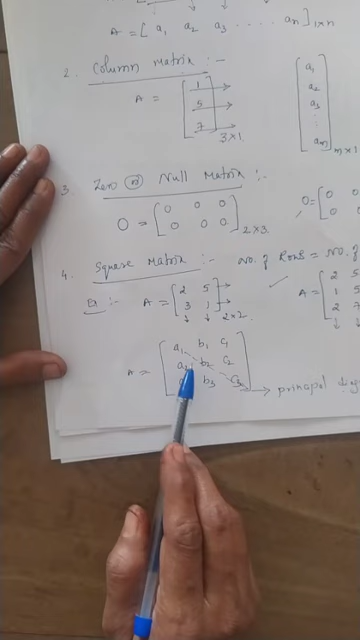 A = [ a₁ a₂ a₃ ..... aₙ ]₁ₓₙ
2. Column matrix :-
A = [ 1 → a₁
5 → a₂
7 → ] 3×1. a₃
⋮
aₘ ] m×1
3. Zero or Null Matrix :-
O = [ 0 0 0 O = [ 0 0
0 0 0 ] 2×3. 0 0
4. Square Matrix :- No. of Rows = No. of
Ex :- A = [ 2 5 → 2 5
3 1 → A = [ 1 5
↓ ↓ ] 2×2. 2 7
↓ ↓
[ a₁ b₁ c₁
A = a₂ b₂ c₂
b₃ c₃ ] → principal